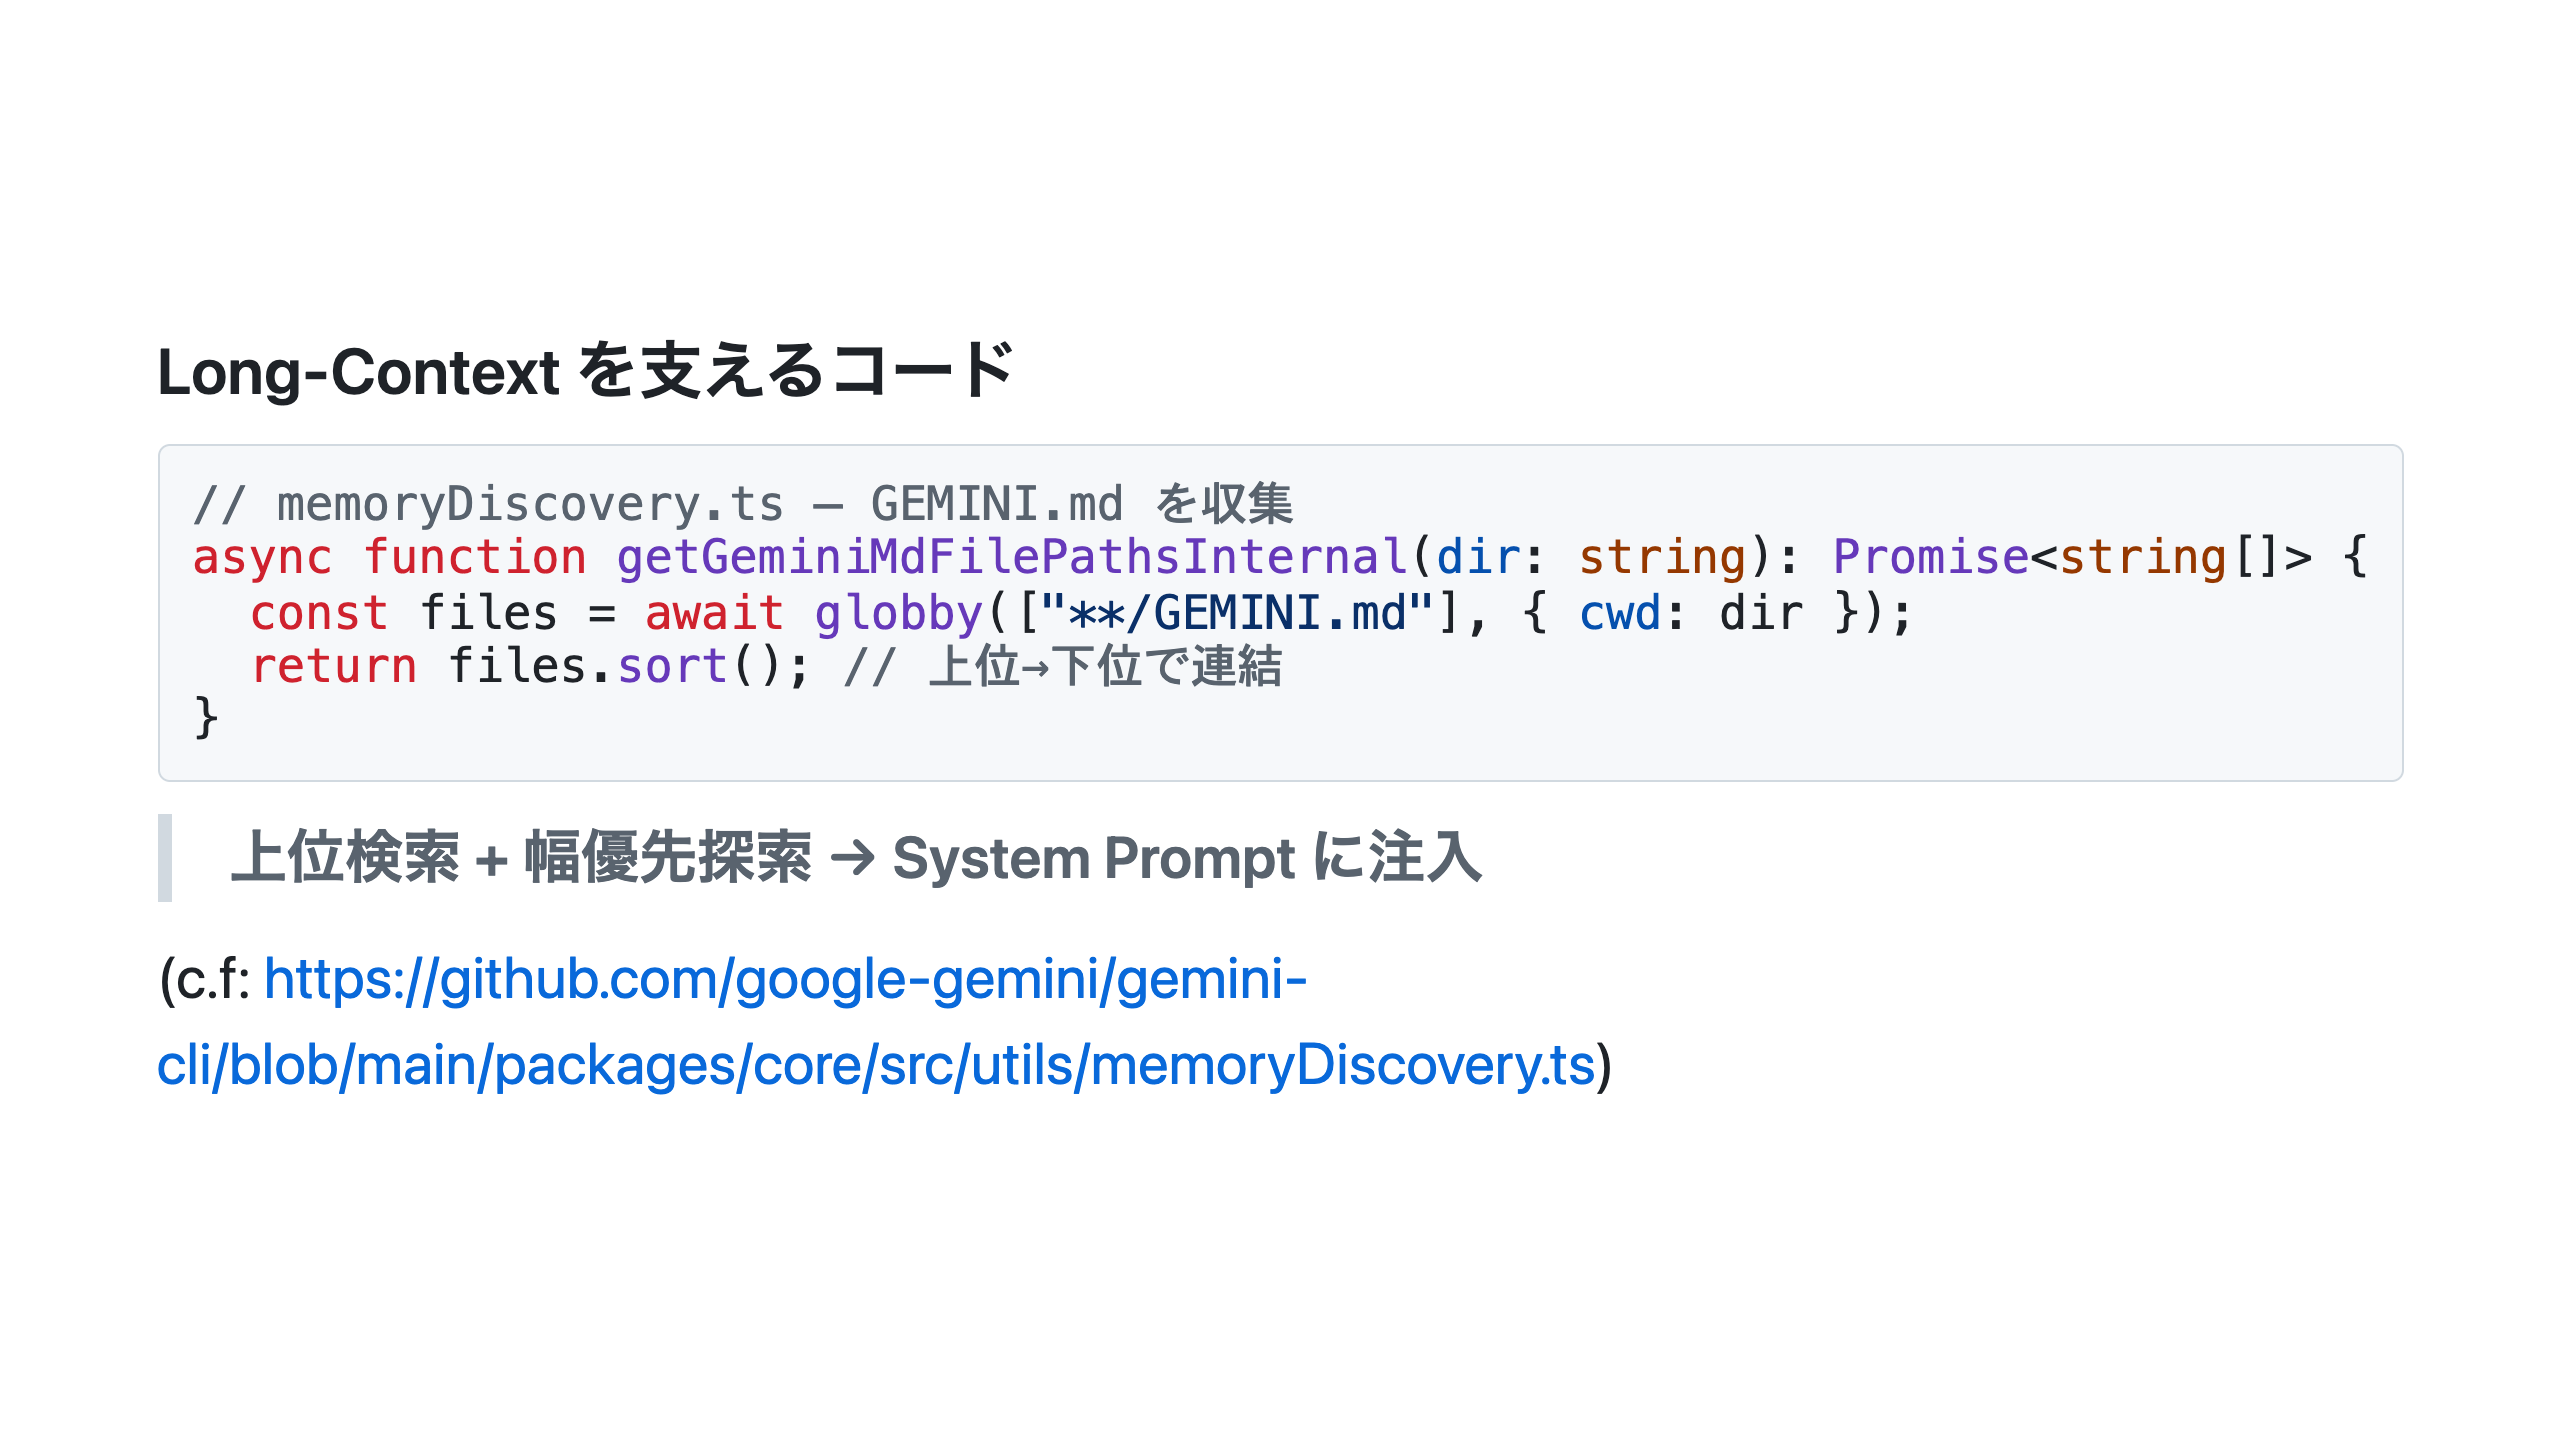 Long-Context を支えるコード
// memoryDiscovery.ts — GEMINI.md を収集
async function getGeminiMdFilePathsInternal(dir: string): Promise<string[]> {
  const files = await globby(["**/GEMINI.md"], { cwd: dir });
  return files.sort(); // 上位→下位で連結
}
上位検索 + 幅優先探索 → System Prompt に注入
(c.f: https://github.com/google-gemini/gemini-
cli/blob/main/packages/core/src/utils/memoryDiscovery.ts)